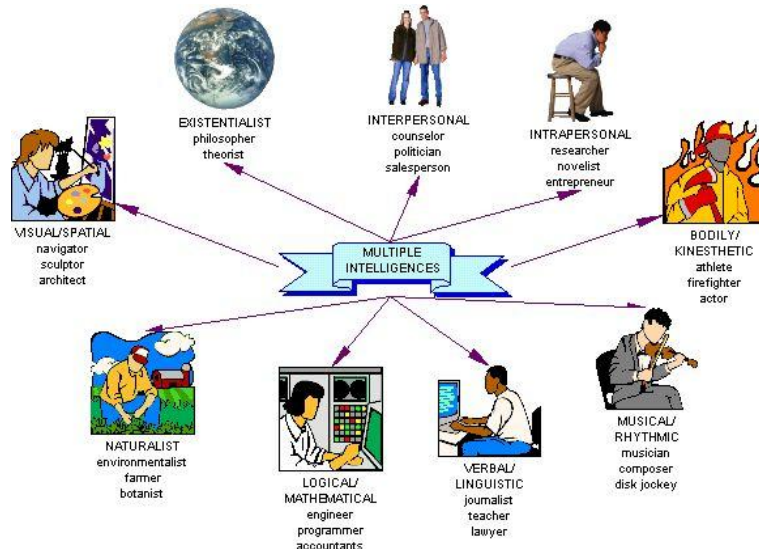 EXISTENTIALIST
philosopher
theorist
INTERPERSONAL
counselor
politician
salesperson
INTRAPERSONAL
researcher
novelist
entrepreneur
VISUAL/SPATIAL
navigator
sculptor
architect
MULTIPLE
INTELLIGENCES
BODILY/
KINESTHETIC
athlete
firefighter
actor
NATURALIST
environmentalist
farmer
botanist
LOGICAL/
MATHEMATICAL
engineer
programmer
accountants
VERBAL/
LINGUISTIC
journalist
teacher
lawyer
MUSICAL/
RHYTHMIC
musician
composer
disk jockey